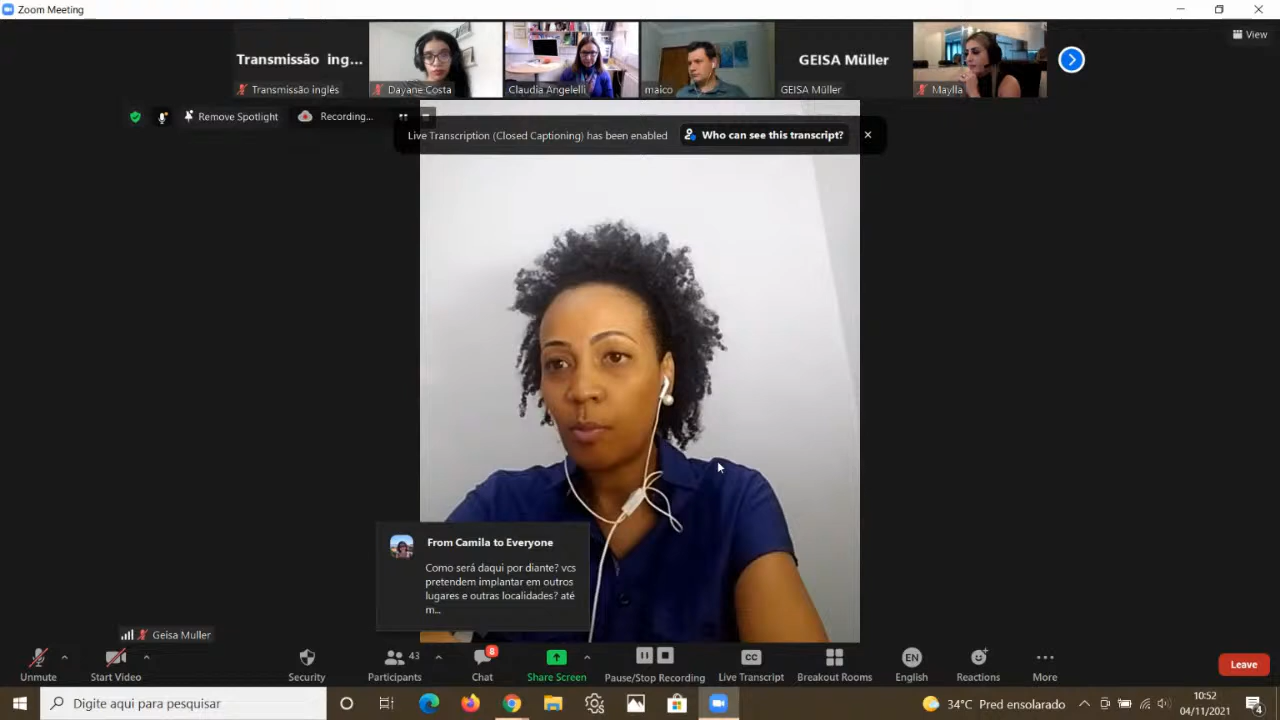 Zoom Meeting
View
Transmissão ing...
Transmissão inglês
Dayane Costa
Claudia Angelelli
maico
GEISA Müller
GEISA Müller
Maylla
Remove Spotlight
Recording...
Live Transcription (Closed Captioning) has been enabled
Who can see this transcript?
From Camila to Everyone
Como será daqui por diante? vcs
pretendem implantar em outros
lugares e outras localidades? até
m...
Geisa Muller
Unmute
Start Video
Security
43
Participants
8
Chat
Share Screen
Pause/Stop Recording
CC
Live Transcript
Breakout Rooms
EN
English
Reactions
More
Leave
Digite aqui para pesquisar
34°C Pred ensolarado
10:52
04/11/2021
4